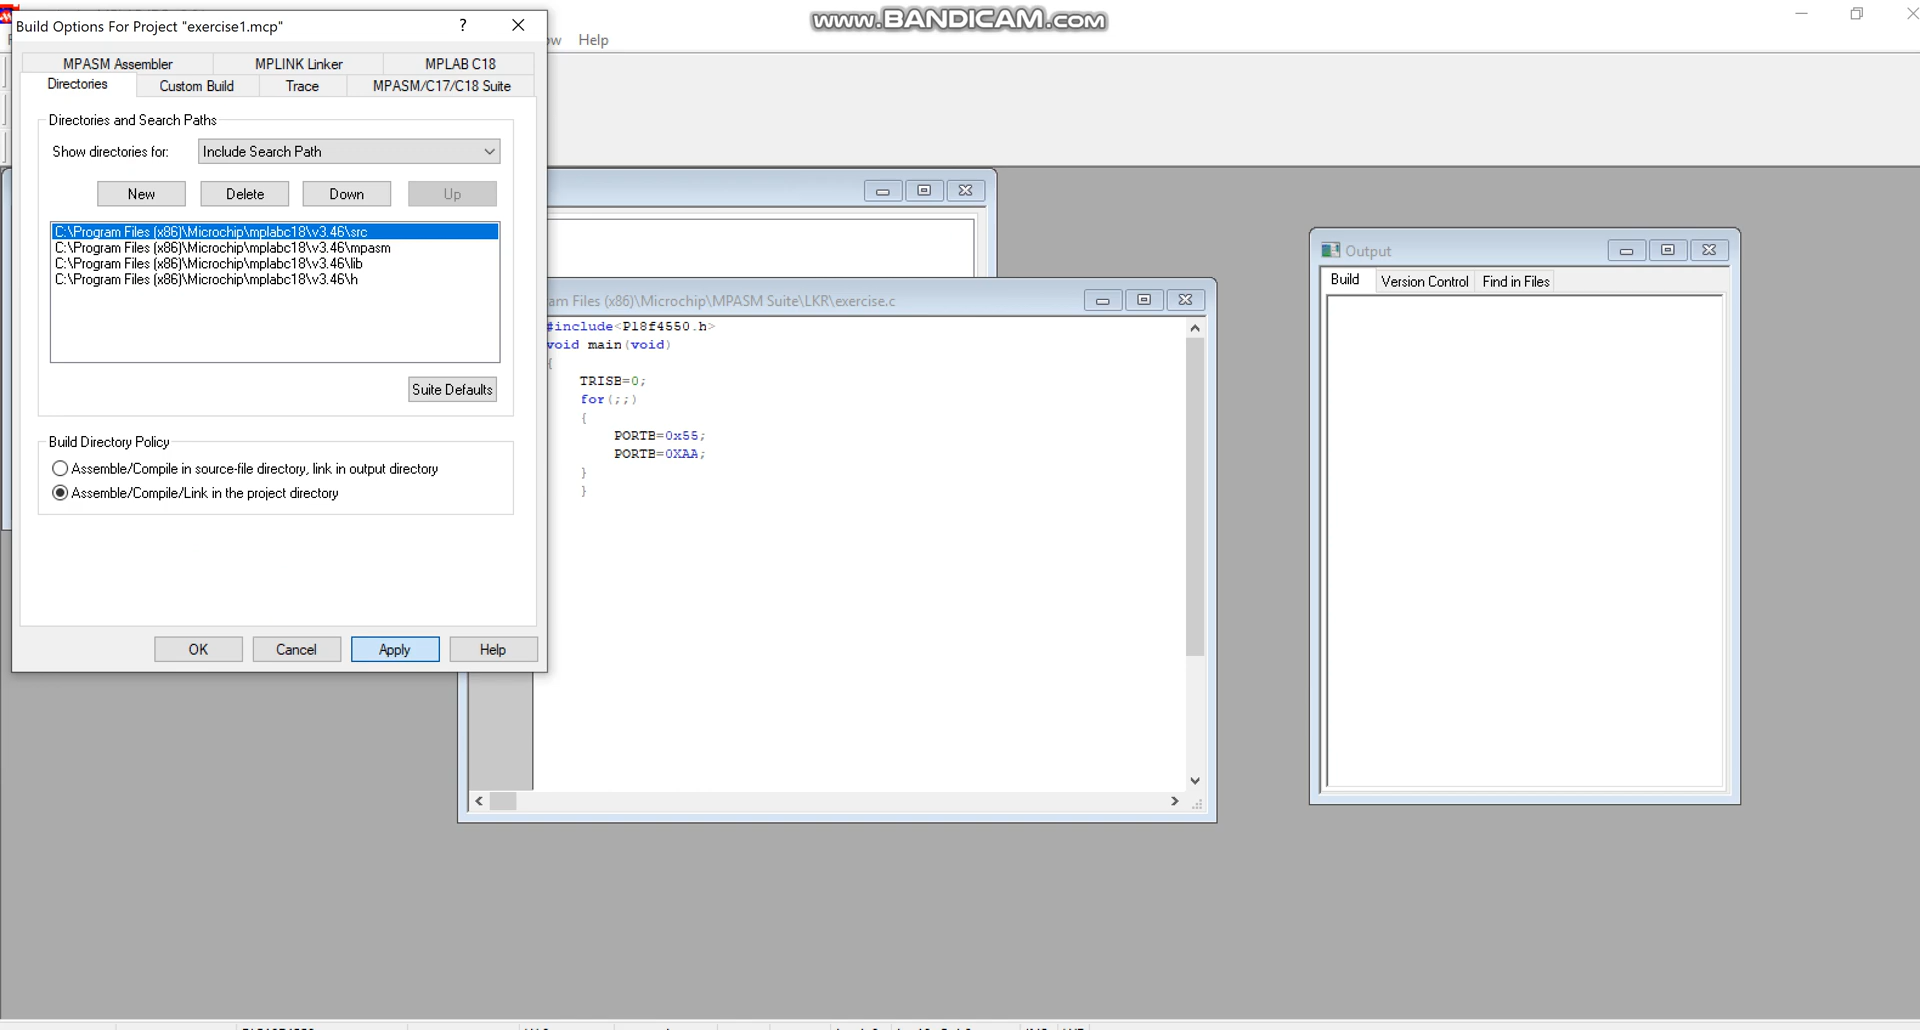 www.BANDICAM.com
Build Options For Project "exercise1.mcp"
?
Help
MPASM Assembler
MPLINK Linker
MPLAB C18
Directories
Custom Build
Trace
MPASM/C17/C18 Suite
Directories and Search Paths
Show directories for:
Include Search Path
New
Delete
Down
Up
C:\Program Files (x86)\Microchip\mplabc18\v3.46\src
C:\Program Files (x86)\Microchip\mplabc18\v3.46\mpasm
C:\Program Files (x86)\Microchip\mplabc18\v3.46\lib
C:\Program Files (x86)\Microchip\mplabc18\v3.46\h
Suite Defaults
Build Directory Policy
Assemble/Compile in source-file directory, link in output directory
Assemble/Compile/Link in the project directory
OK
Cancel
Apply
Help
am Files (x86)\Microchip\MPASM Suite\LKR\exercise.c
#include<P18f4550.h>
void main(void)
{
TRISB=0;
for(;;)
{
PORTB=0x55;
PORTB=0XAA;
}
}
Output
Build
Version Control
Find in Files